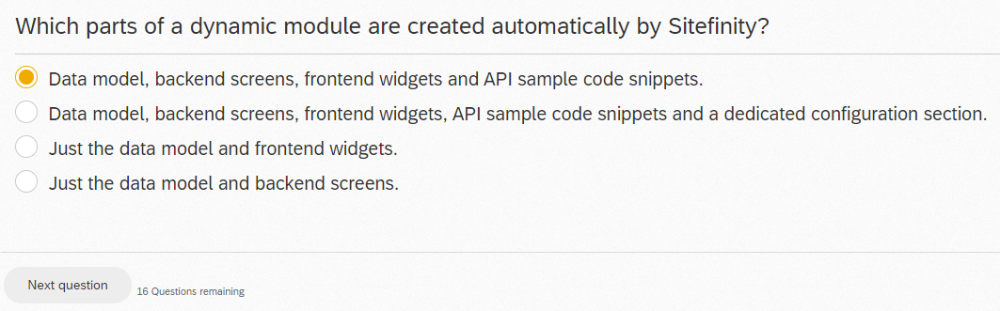 Which parts of a dynamic module are created automatically by Sitefinity?
Data model, backend screens, frontend widgets and API sample code snippets.
Data model, backend screens, frontend widgets, API sample code snippets and a dedicated configuration section.
Just the data model and frontend widgets.
Just the data model and backend screens.
Next question
16 Questions remaining